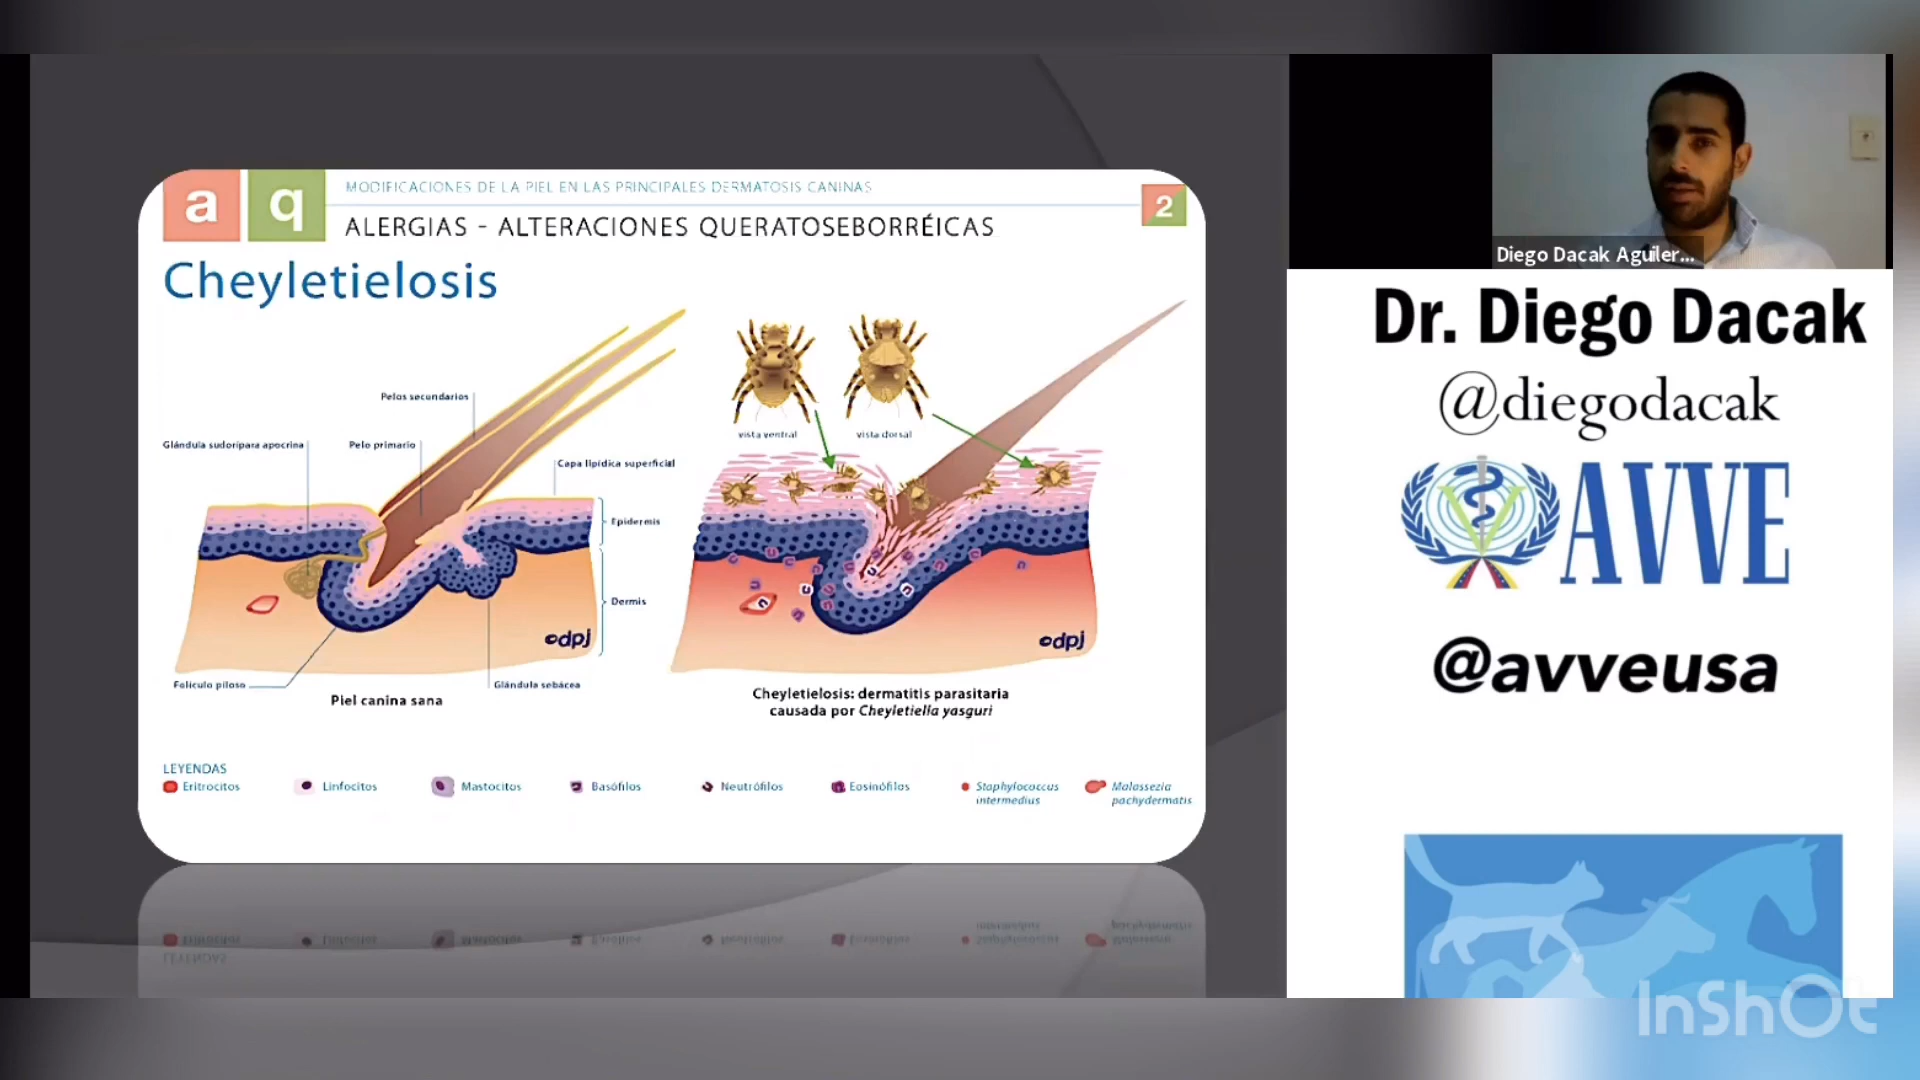 a q
MODIFICACIONES DE LA PIEL EN LAS PRINCIPALES DERMATOSIS CANINAS
2
ALERGIAS - ALTERACIONES QUERATOSEBORRÉICAS
Cheyletielosis
Pelos secundarios
Glándula sudorípara apocrina
Pelo primario
Capa lipídica superficial
Epidermis
Dermis
©dpj
Folículo piloso
Glándula sebácea
Piel canina sana
vista ventral
vista dorsal
©dpj
Cheyletielosis: dermatitis parasitaria
causada por Cheyletiella yasguri
LEYENDAS
Eritrocitos
Linfocitos
Mastocitos
Basófilos
Neutrófilos
Eosinófilos
Staphylococcus
intermedius
Malassezia
pachydermatis
Diego Dacak Aguiler...
Dr. Diego Dacak
@diegodacak
AVVE
@avveusa
InShOt